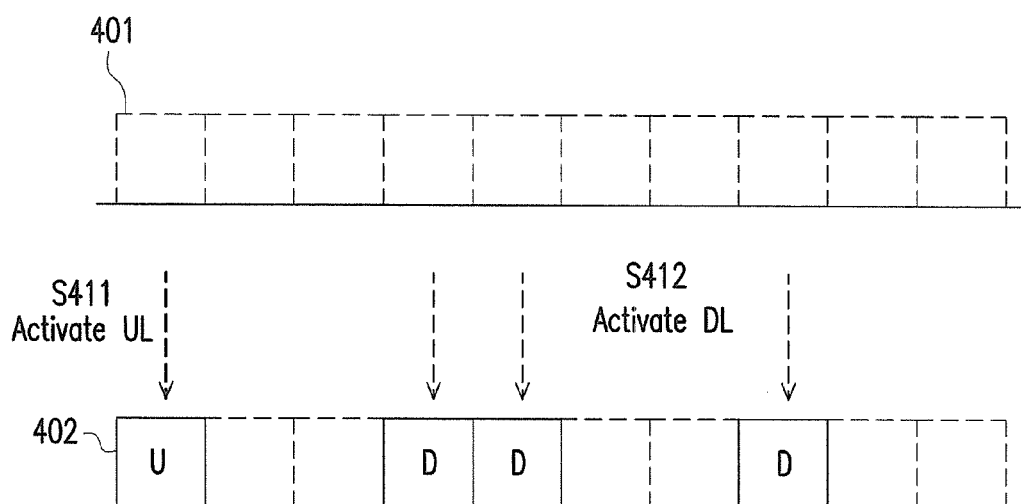 401
S411
Activate UL
S412
Activate DL
402
U
D
D
D